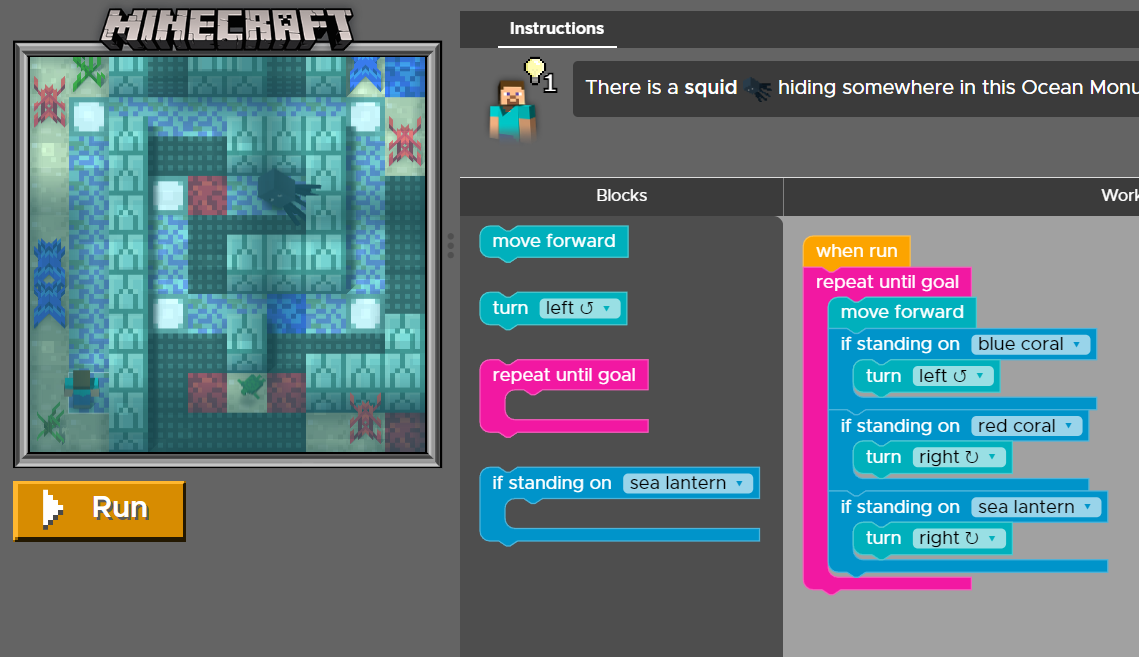 MINECRAFT
Instructions
1
There is a squid hiding somewhere in this Ocean Monu
Blocks
Work
move forward
turn left ↺
repeat until goal
if standing on sea lantern
when run
repeat until goal
move forward
if standing on blue coral
turn left ↺
if standing on red coral
turn right ↻
if standing on sea lantern
turn right ↻
Run